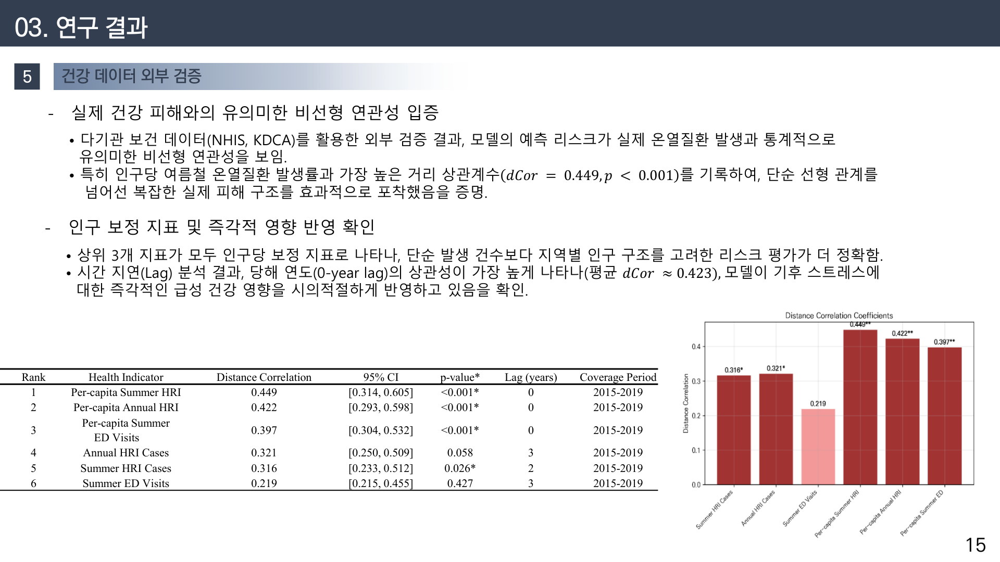 03. 연구 결과
5
건강 데이터 외부 검증
- 실제 건강 피해와의 유의미한 비선형 연관성 입증
• 다기관 보건 데이터(NHIS, KDCA)를 활용한 외부 검증 결과, 모델의 예측 리스크가 실제 온열질환 발생과 통계적으로
유의미한 비선형 연관성을 보임.
• 특히 인구당 여름철 온열질환 발생률과 가장 높은 거리 상관계수(dCor = 0.449, p < 0.001)를 기록하여, 단순 선형 관계를
넘어선 복잡한 실제 피해 구조를 효과적으로 포착했음을 증명.
- 인구 보정 지표 및 즉각적 영향 반영 확인
• 상위 3개 지표가 모두 인구당 보정 지표로 나타나, 단순 발생 건수보다 지역별 인구 구조를 고려한 리스크 평가가 더 정확함.
• 시간 지연(Lag) 분석 결과, 당해 연도(0-year lag)의 상관성이 가장 높게 나타나(평균 dCor ≈ 0.423), 모델이 기후 스트레스에
대한 즉각적인 급성 건강 영향을 시의적절하게 반영하고 있음을 확인.
Rank Health Indicator Distance Correlation 95% CI p-value* Lag (years) Coverage Period
1 Per-capita Summer HRI 0.449 [0.314, 0.605] <0.001* 0 2015-2019
2 Per-capita Annual HRI 0.422 [0.293, 0.598] <0.001* 0 2015-2019
3 Per-capita Summer
ED Visits 0.397 [0.304, 0.532] <0.001* 0 2015-2019
4 Annual HRI Cases 0.321 [0.250, 0.509] 0.058 3 2015-2019
5 Summer HRI Cases 0.316 [0.233, 0.512] 0.026* 2 2015-2019
6 Summer ED Visits 0.219 [0.215, 0.455] 0.427 3 2015-2019
Distance Correlation Coefficients
Distance Correlation
0.4
0.3
0.2
0.1
0.0
0.316*
0.321*
0.219
0.449**
0.422**
0.397**
Summer HRI Cases
Annual HRI Cases
Summer ED Visits
Per-capita Summer HRI
Per-capita Annual HRI
Per-capita Summer ED
15